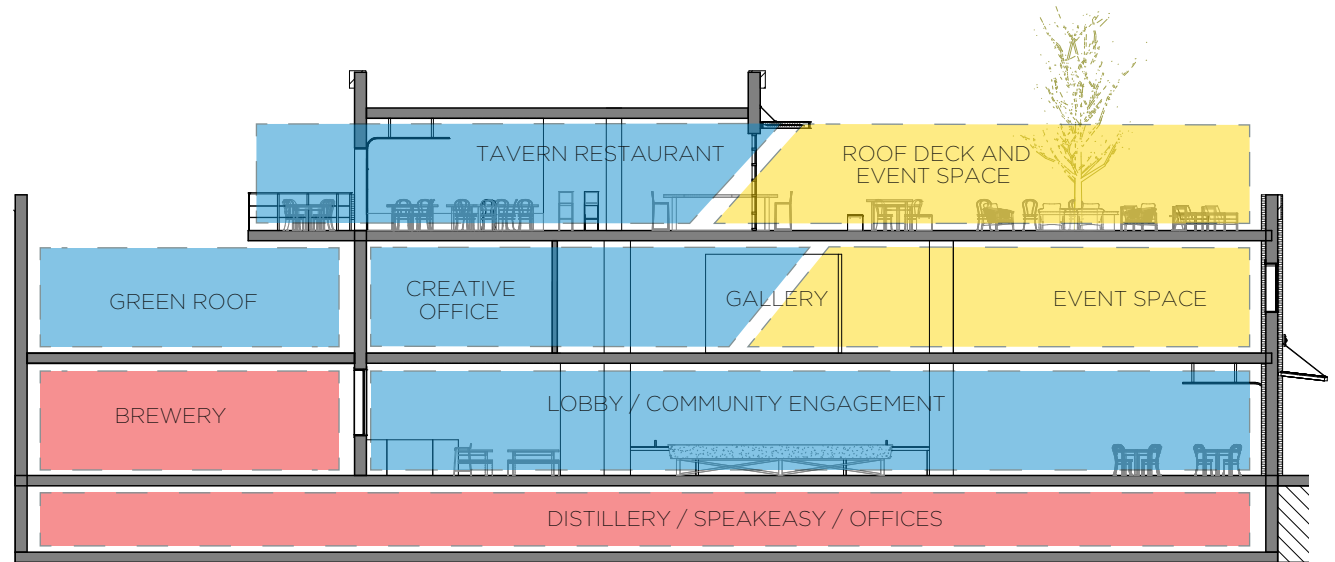 TAVERN RESTAURANT
ROOF DECK AND
EVENT SPACE
GREEN ROOF
CREATIVE
OFFICE
GALLERY
EVENT SPACE
BREWERY
LOBBY / COMMUNITY ENGAGEMENT
DISTILLERY / SPEAKEASY / OFFICES